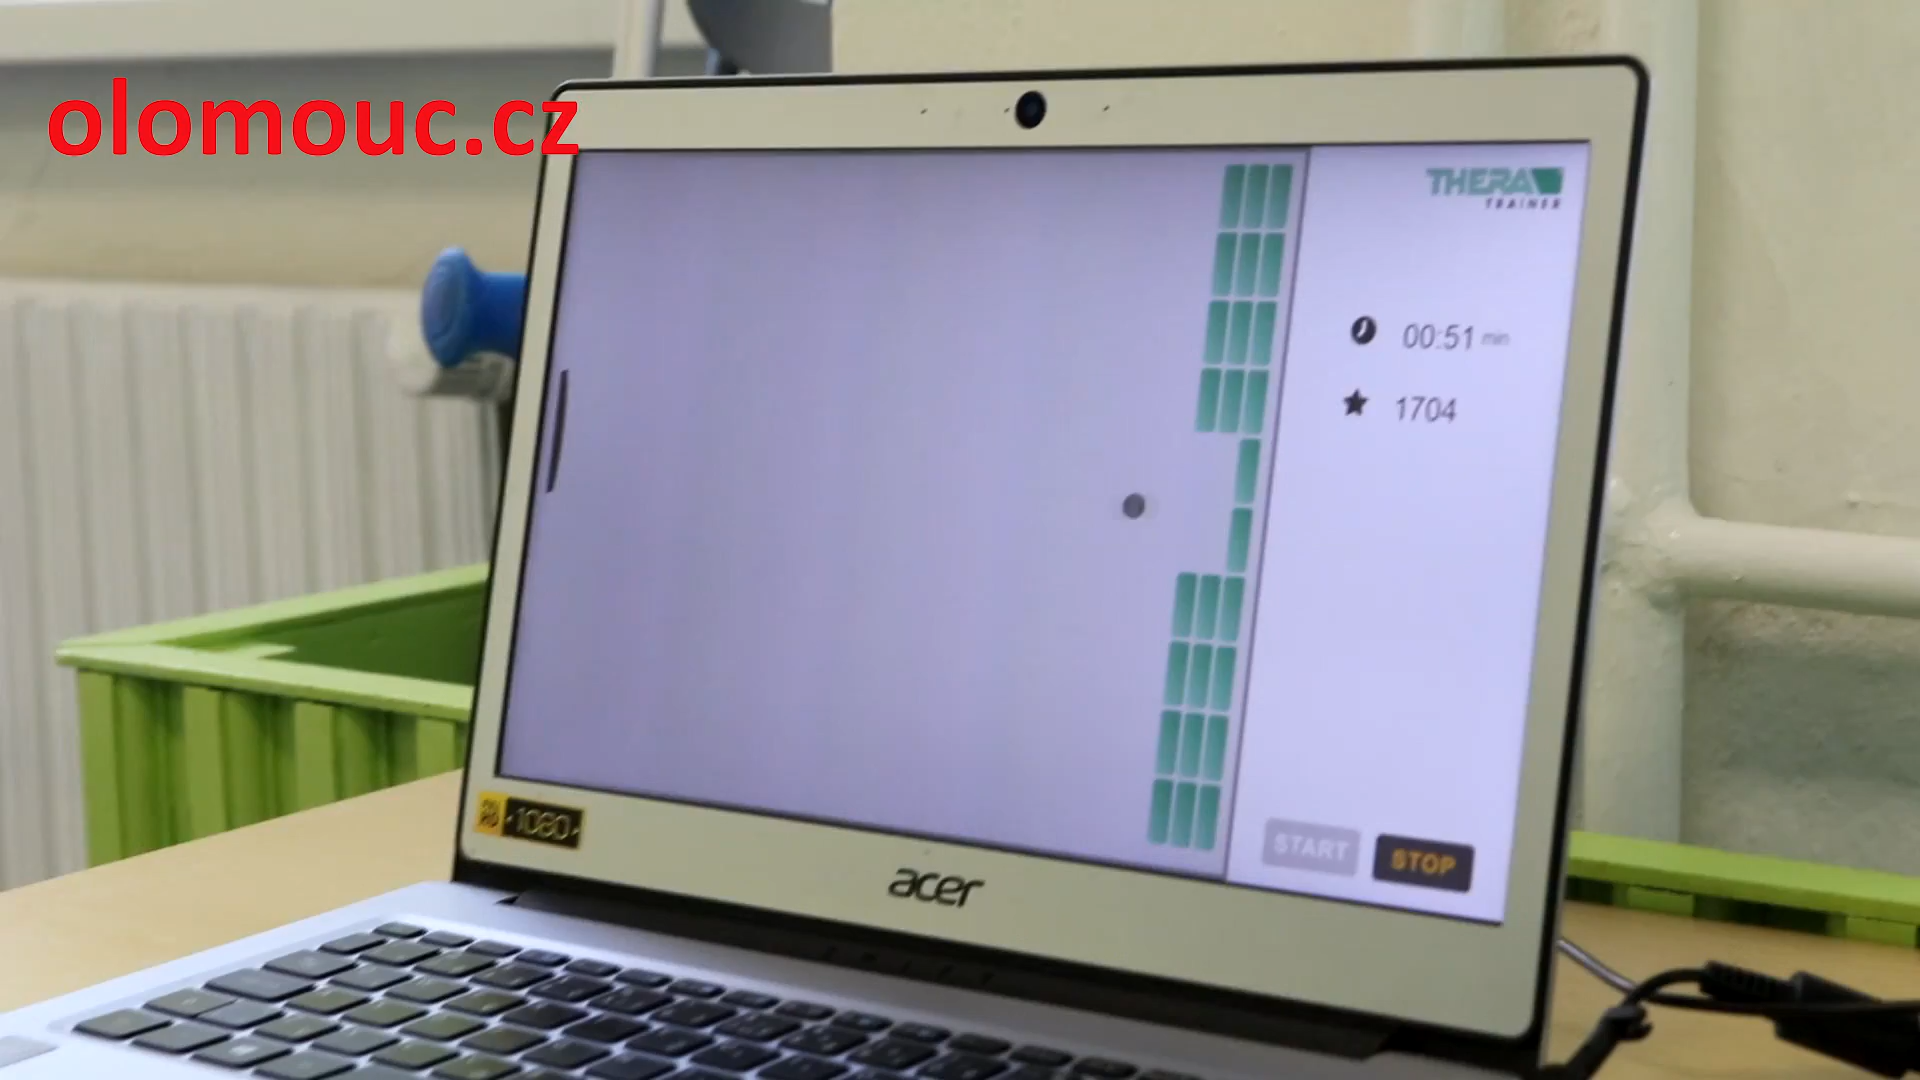 olomouc.cz
THERA
TRAINER
00:51 min
1704
START
STOP
1080
acer